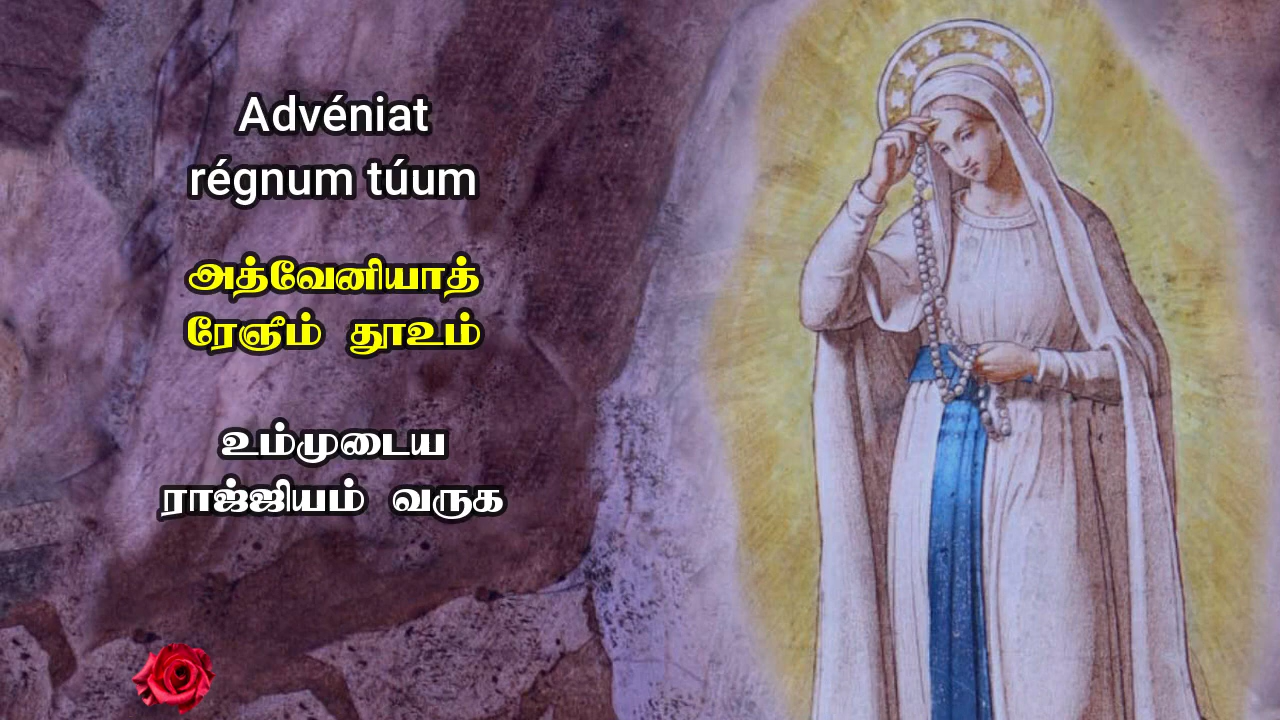 Advéniat
régnum túum
அத்வேனியாத்
ரேஞீம் தூஉம்
உம்முடைய
ராஜ்ஜியம் வருக